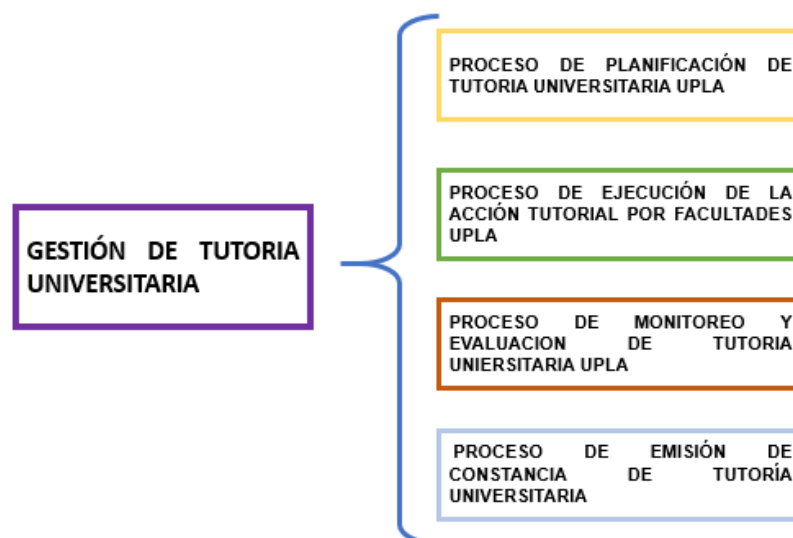 GESTIÓN DE TUTORIA
UNIVERSITARIA
PROCESO DE PLANIFICACIÓN DE
TUTORIA UNIVERSITARIA UPLA
PROCESO DE EJECUCIÓN DE LA
ACCIÓN TUTORIAL POR FACULTADES
UPLA
PROCESO DE MONITOREO Y
EVALUACION DE TUTORIA
UNIERSITARIA UPLA
PROCESO DE EMISIÓN DE
CONSTANCIA DE TUTORÍA
UNIVERSITARIA